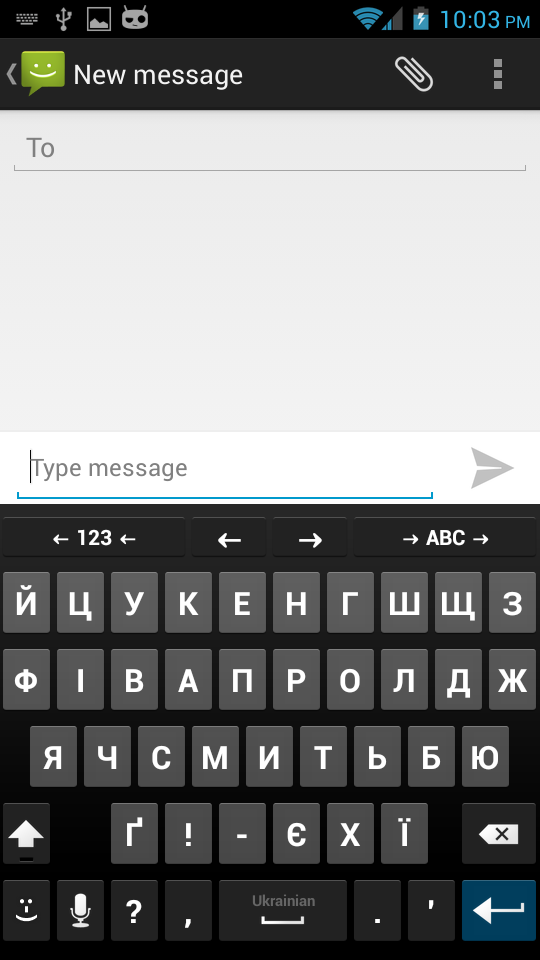 10:03 PM
New message
To
Type message
← 123 ← ← → → ABC →
Й Ц У К Е Н Г Ш Щ З
Ф І В А П Р О Л Д Ж
Я Ч С М И Т Ь Б Ю
Ґ ! - Є Х Ї
? , Ukrainian . '